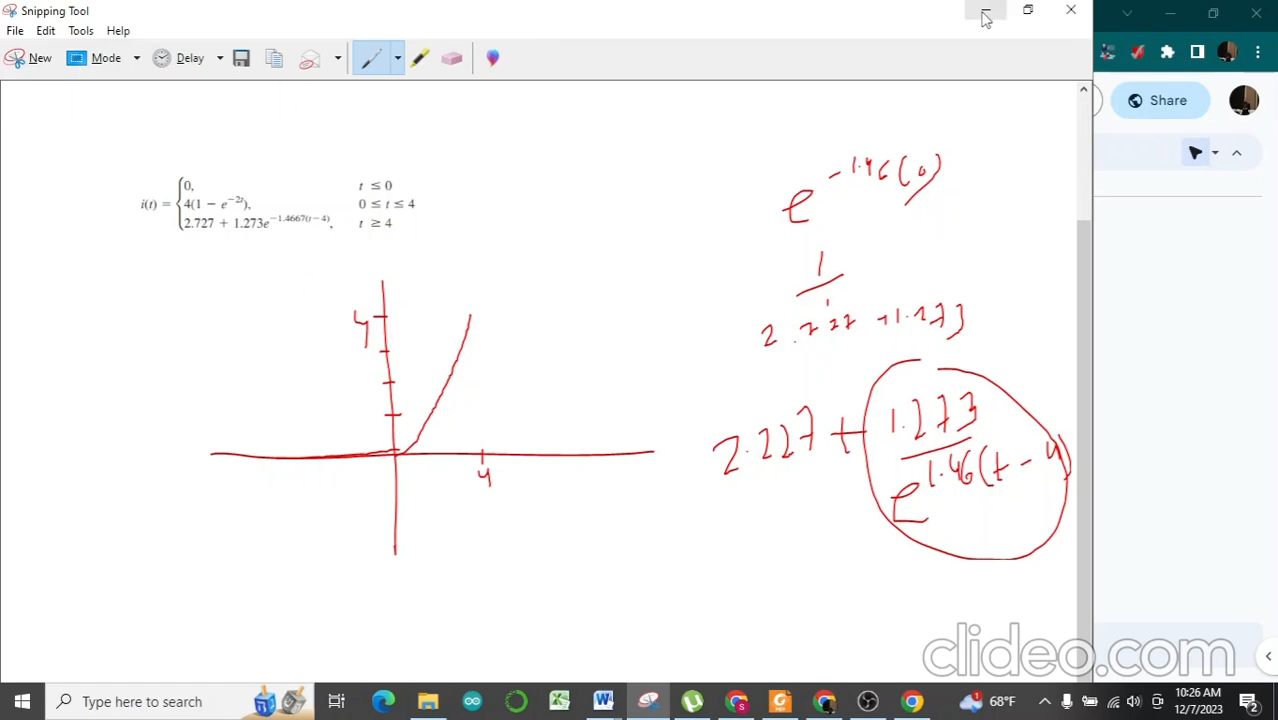 Snipping Tool
File Edit Tools Help
New Mode Delay
Share
i(t) = { 0, t ≤ 0
4(1 − e^{−2t}), 0 ≤ t ≤ 4
2.727 + 1.273e^{−1.4667(t−4)}, t ≥ 4
e^{-1.46(0)}
1
2.727 +1.273
4
4
2.227 + 1.273
e^{1.46(t-4)}
clideo.com
Type here to search
68°F
10:26 AM
12/7/2023
2